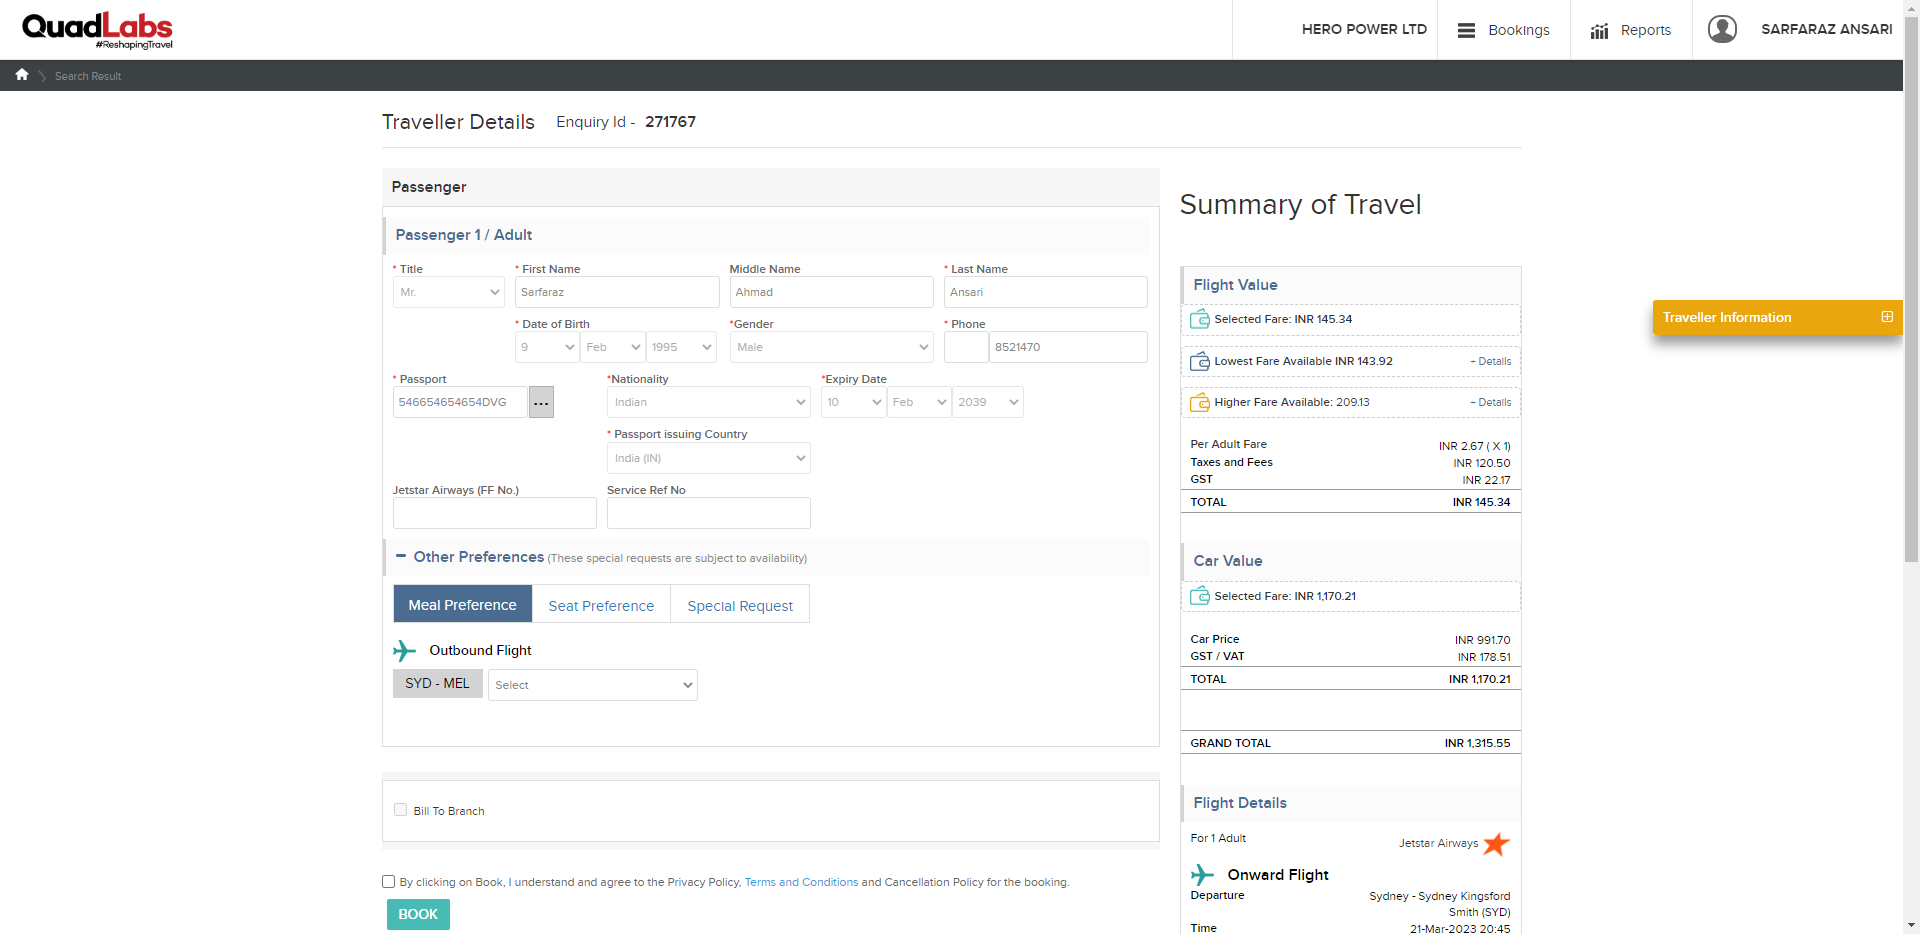 QuadLabs
#ReshapingTravel
HERO POWER LTD
Bookings
Reports
SARFARAZ ANSARI
Search Result
Traveller Details
Enquiry Id - 271767
Passenger
Passenger 1 / Adult
* Title
* First Name
Middle Name
* Last Name
Mr.
Sarfaraz
Ahmad
Ansari
* Date of Birth
*Gender
* Phone
9
Feb
1995
Male
8521470
* Passport
*Nationality
*Expiry Date
546654654654DVG
...
Indian
10
Feb
2039
* Passport issuing Country
India (IN)
Jetstar Airways (FF No.)
Service Ref No
Other Preferences (These special requests are subject to availability)
Meal Preference
Seat Preference
Special Request
Outbound Flight
SYD - MEL
Select
Bill To Branch
By clicking on Book, I understand and agree to the Privacy Policy, Terms and Conditions and Cancellation Policy for the booking.
BOOK
Summary of Travel
Flight Value
Selected Fare: INR 145.34
Lowest Fare Available INR 143.92
+ Details
Higher Fare Available: 209.13
+ Details
Per Adult Fare
INR 2.67 ( X 1)
Taxes and Fees
INR 120.50
GST
INR 22.17
TOTAL
INR 145.34
Car Value
Selected Fare: INR 1,170.21
Car Price
INR 991.70
GST / VAT
INR 178.51
TOTAL
INR 1,170.21
GRAND TOTAL
INR 1,315.55
Flight Details
For 1 Adult
Jetstar Airways
Onward Flight
Departure
Sydney - Sydney Kingsford
Smith (SYD)
Time
21-Mar-2023 20:45
Traveller Information